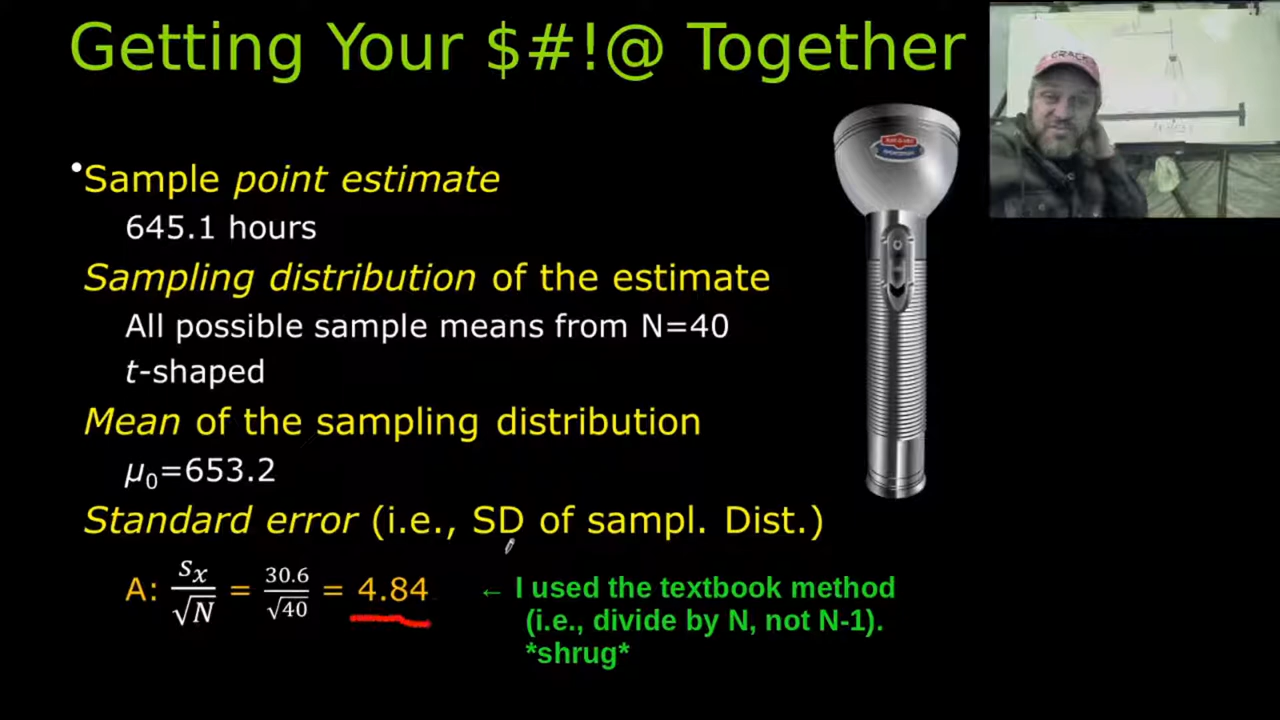 Getting Your $#!@ Together
•Sample point estimate
645.1 hours
Sampling distribution of the estimate
All possible sample means from N=40
t-shaped
Mean of the sampling distribution
μ₀=653.2
Standard error (i.e., SD of sampl. Dist.)
A: sₓ/√N = 30.6/√40 = 4.84
← I used the textbook method
(i.e., divide by N, not N-1).
*shrug*